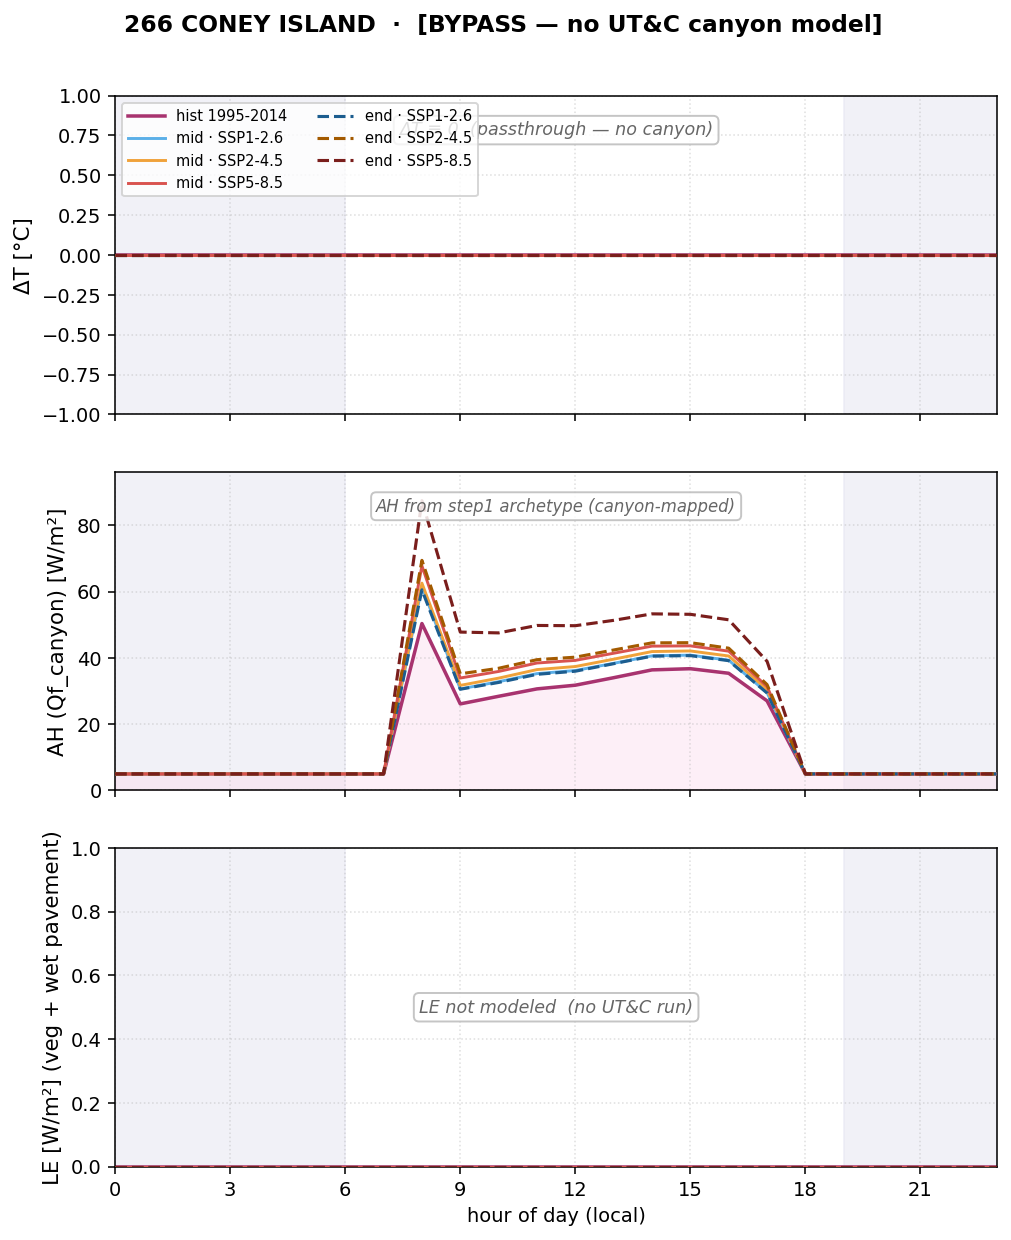 266 CONEY ISLAND · [BYPASS — no UT&C canyon model]
1.00
0.75
0.50
0.25
0.00
−0.25
−0.50
−0.75
−1.00
ΔT [°C]
hist 1995-2014
mid · SSP1-2.6
mid · SSP2-4.5
mid · SSP5-8.5
end · SSP1-2.6
end · SSP2-4.5
end · SSP5-8.5
(passthrough — no canyon)
80
60
40
20
0
AH (Qf_canyon) [W/m²]
AH from step1 archetype (canyon-mapped)
1.0
0.8
0.6
0.4
0.2
0.0
LE [W/m²] (veg + wet pavement)
LE not modeled (no UT&C run)
0 3 6 9 12 15 18 21
hour of day (local)